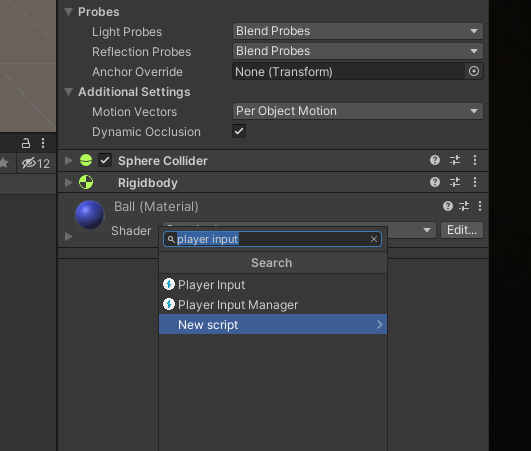 Probes
Light Probes Blend Probes
Reflection Probes Blend Probes
Anchor Override None (Transform)
Additional Settings
Motion Vectors Per Object Motion
Dynamic Occlusion
12
Sphere Collider
Rigidbody
Ball (Material)
Shader Edit...
player input
Search
Player Input
Player Input Manager
New script